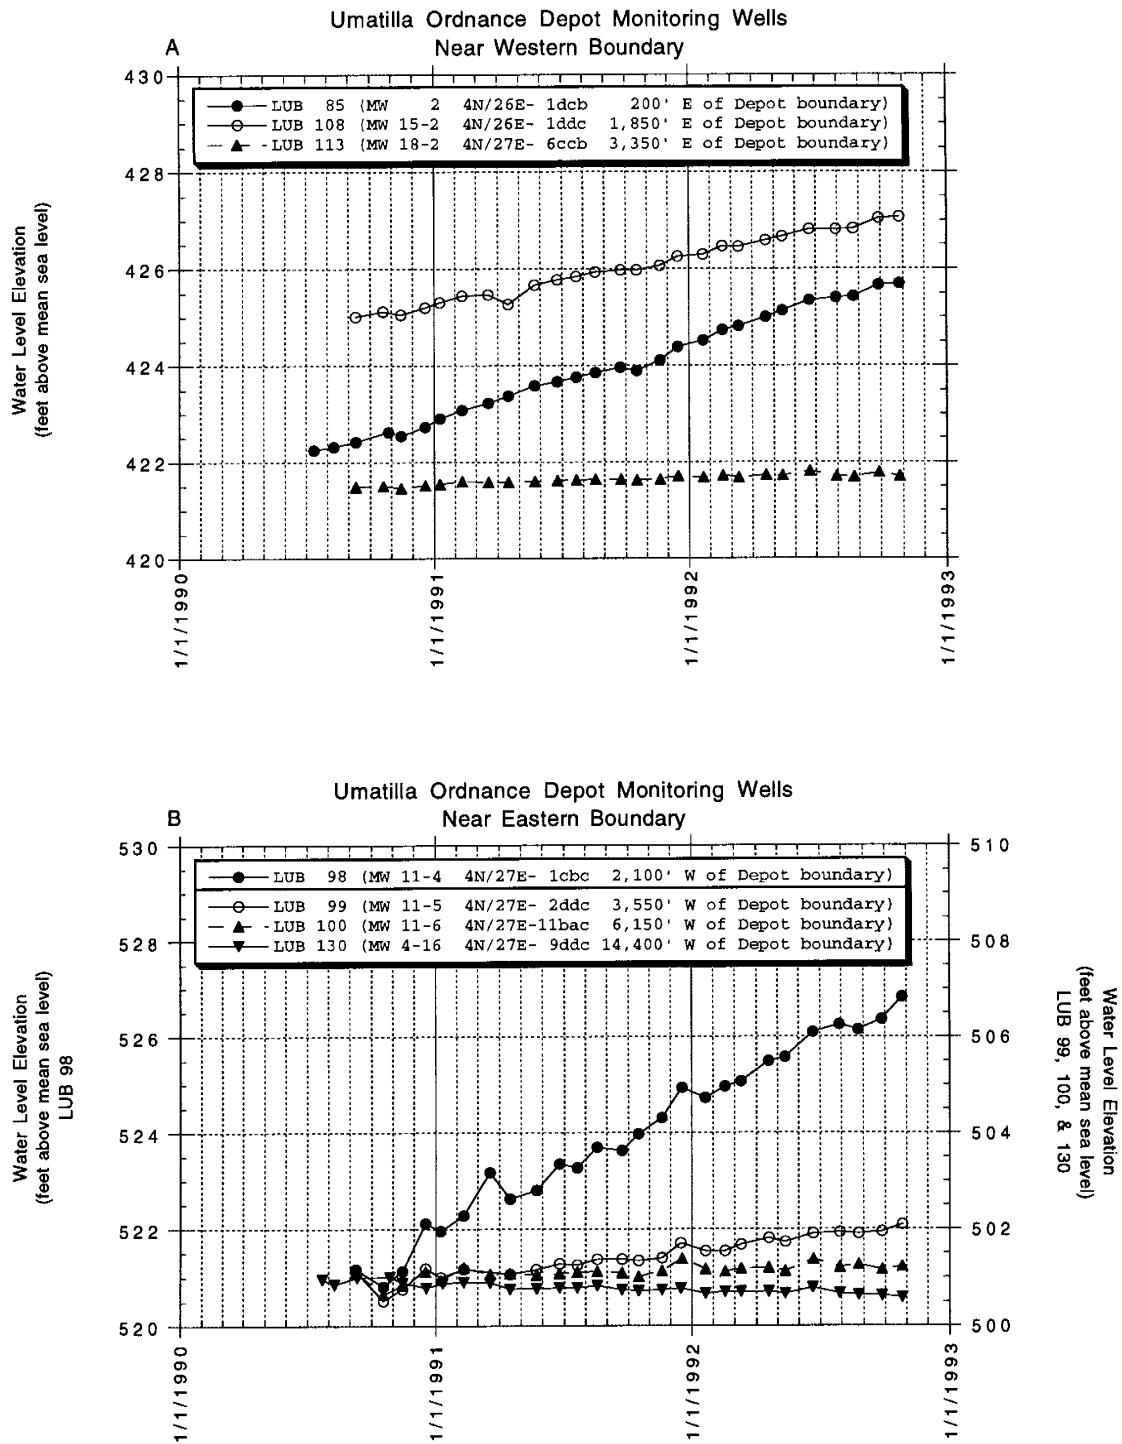 Umatilla Ordnance Depot Monitoring Wells
A Near Western Boundary
430
LUB 85 (MW 2 4N/26E- 1dcb 200' E of Depot boundary)
LUB 108 (MW 15-2 4N/26E- 1ddc 1,850' E of Depot boundary)
LUB 113 (MW 18-2 4N/27E- 6ccb 3,350' E of Depot boundary)
428
426
424
422
420
Water Level Elevation
(feet above mean sea level)
1/1/1990
1/1/1991
1/1/1992
1/1/1993
Umatilla Ordnance Depot Monitoring Wells
B Near Eastern Boundary
530
510
LUB 98 (MW 11-4 4N/27E- 1cbc 2,100' W of Depot boundary)
LUB 99 (MW 11-5 4N/27E- 2ddc 3,550' W of Depot boundary)
LUB 100 (MW 11-6 4N/27E-11bac 6,150' W of Depot boundary)
LUB 130 (MW 4-16 4N/27E- 9ddc 14,400' W of Depot boundary)
528
508
526
506
524
504
522
502
520
500
Water Level Elevation
(feet above mean sea level)
LUB 98
Water Level Elevation
(feet above mean sea level)
LUB 99, 100, & 130
1/1/1990
1/1/1991
1/1/1992
1/1/1993